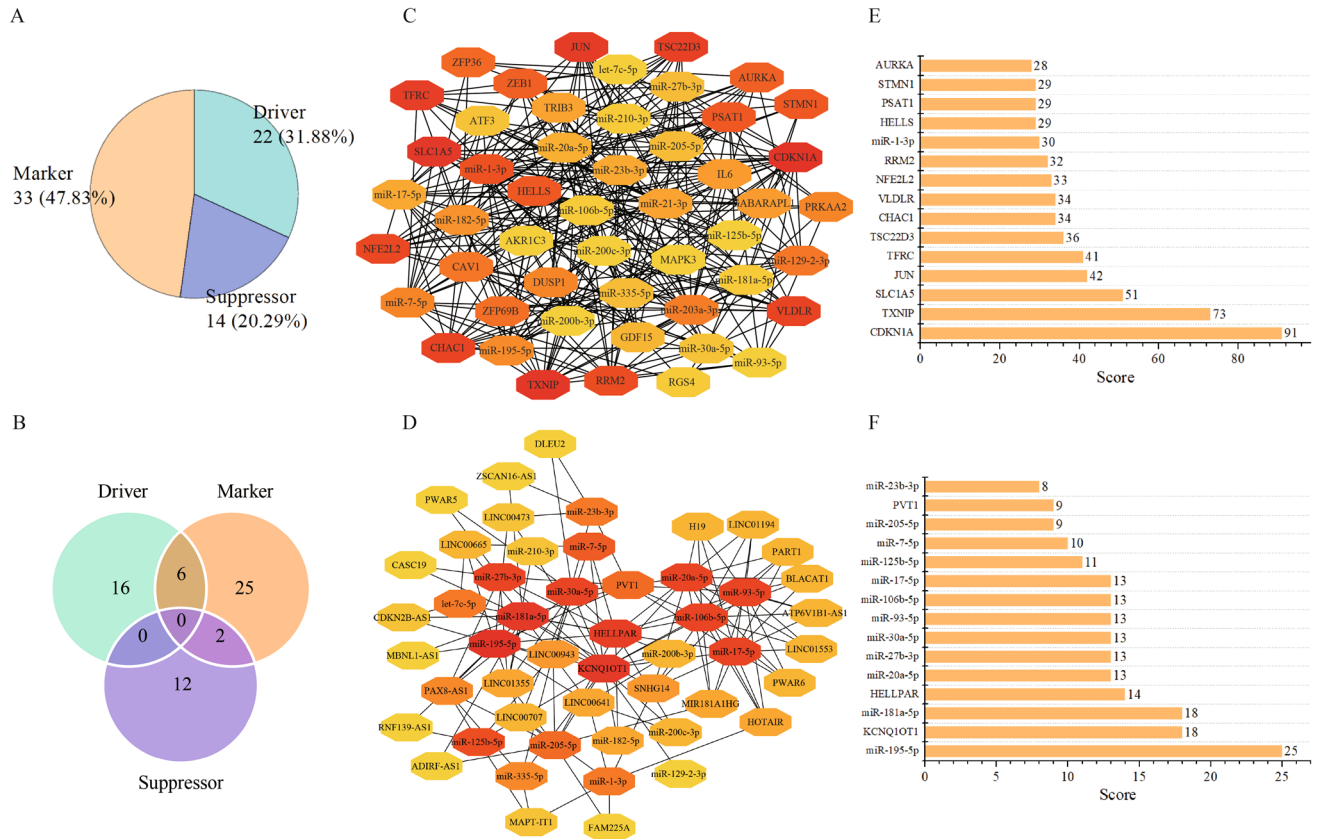 A
Driver
22 (31.88%)
Marker
33 (47.83%)
Suppressor
14 (20.29%)
B
Driver
Marker
16
6
25
0
0
2
12
Suppressor
C
JUN
TSC22D3
ZFP36
let-7c-5p
AURKA
ZEB1
miR-27b-3p
TFRC
TRIB3
STMN1
ATF3
miR-210-3p
PSAT1
SLC1A5
miR-20a-5p
miR-205-5p
CDKN1A
miR-1-3p
miR-23b-3p
IL6
HELLS
miR-17-5p
miR-21-3p
ABARAPL1
PRKAA2
miR-182-5p
miR-106b-5p
miR-125b-5p
NFE2L2
AKR1C3
miR-200c-3p
MAPK3
miR-129-2-3p
CAV1
DUSP1
miR-181a-5p
miR-7-5p
miR-335-5p
ZFP69B
miR-203a-3p
VLDLR
miR-200b-3p
CHAC1
miR-195-5p
GDF15
miR-30a-5p
miR-93-5p
TXNIP
RRM2
RGS4
D
DLEU2
ZSCAN16-AS1
PWAR5
LINC00473
miR-23b-3p
H19
LINC01194
LINC00665
miR-210-3p
miR-7-5p
PART1
CASC19
miR-27b-3p
miR-30a-5p
PVT1
miR-20a-5p
miR-93-5p
BLACAT1
let-7c-5p
CDKN2B-AS1
miR-181a-5p
miR-106b-5p
ATP6V1B1-AS1
HELLPAR
miR-195-5p
MBNL1-AS1
LINC00943
miR-200b-3p
miR-17-5p
LINC01553
KCNQ1OT1
LINC01355
SNHG14
PWAR6
PAX8-AS1
LINC00641
MIR181A1HG
LINC00707
HOTAIR
RNF139-AS1
miR-200c-3p
miR-125b-5p
miR-205-5p
miR-182-5p
ADIRF-AS1
miR-335-5p
miR-1-3p
miR-129-2-3p
MAPT-IT1
FAM225A
E
AURKA 28
STMN1 29
PSAT1 29
HELLS 29
miR-1-3p 30
RRM2 32
NFE2L2 33
VLDLR 34
CHAC1 34
TSC22D3 36
TFRC 41
JUN 42
SLC1A5 51
TXNIP 73
CDKN1A 91
0 20 40 60 80
Score
F
miR-23b-3p 8
PVT1 9
miR-205-5p 9
miR-7-5p 10
miR-125b-5p 11
miR-17-5p 13
miR-106b-5p 13
miR-93-5p 13
miR-30a-5p 13
miR-27b-3p 13
miR-20a-5p 13
HELLPAR 14
miR-181a-5p 18
KCNQ1OT1 18
miR-195-5p 25
0 5 10 15 20 25
Score